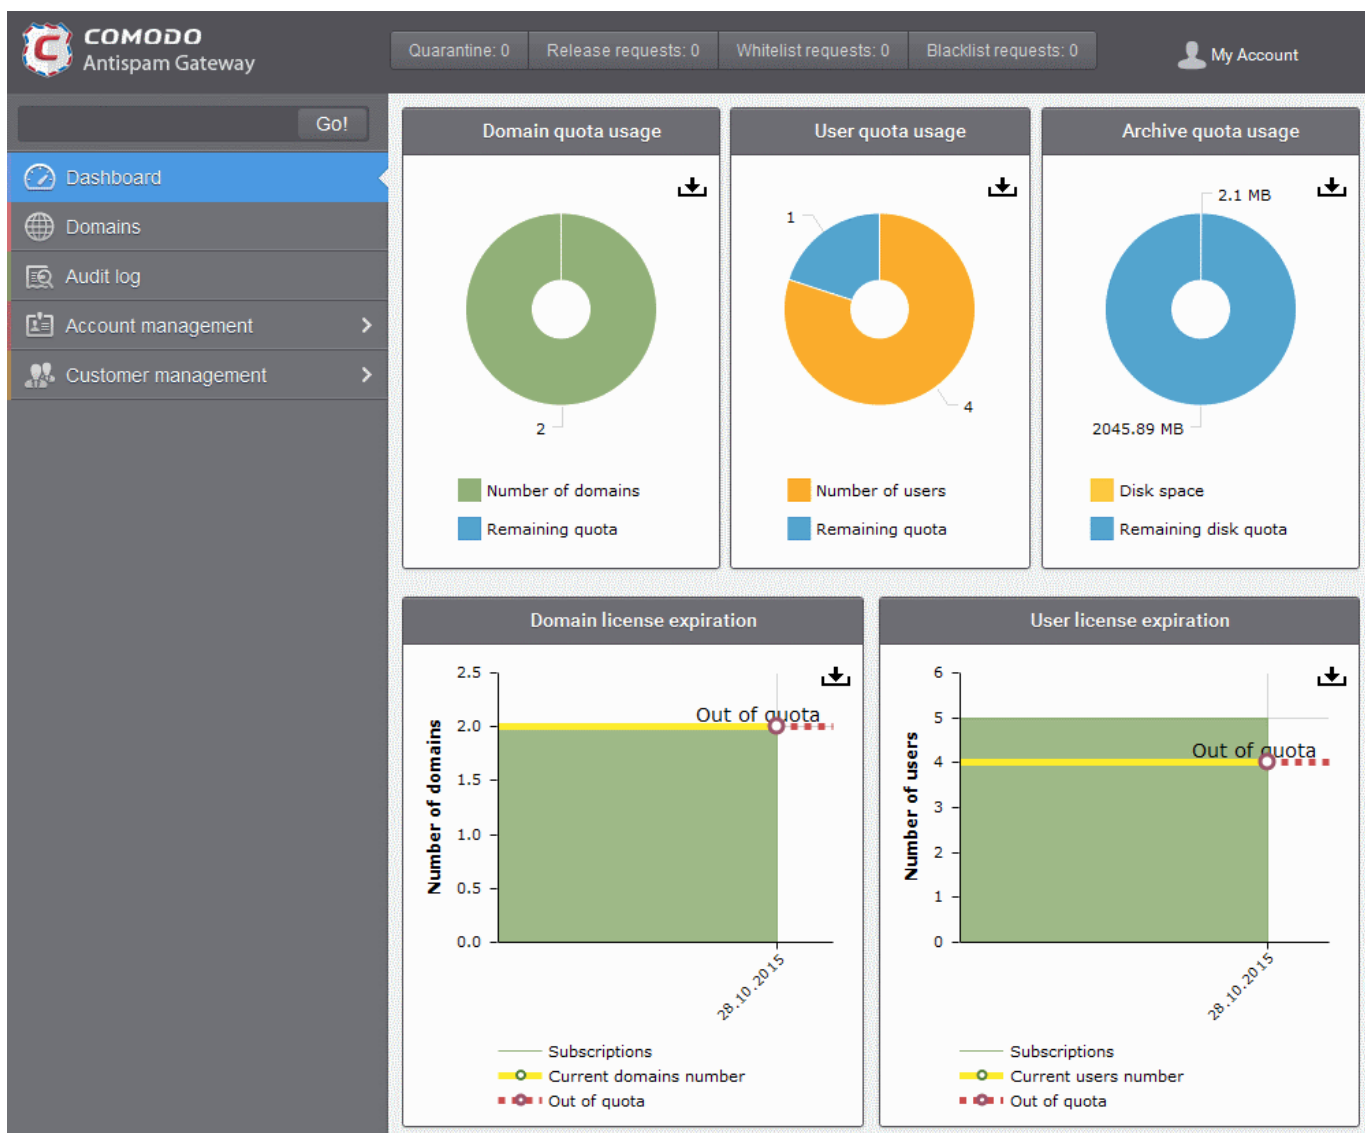 COMODO
Antispam Gateway
Quarantine: 0 Release requests: 0 Whitelist requests: 0 Blacklist requests: 0
My Account
Go!
Dashboard
Domains
Audit log
Account management
Customer management
Domain quota usage
2
Number of domains
Remaining quota
User quota usage
1
4
Number of users
Remaining quota
Archive quota usage
2.1 MB
2045.89 MB
Disk space
Remaining disk quota
Domain license expiration
Number of domains
2.5
2.0
1.5
1.0
0.5
0.0
Out of quota
28.10.2015
Subscriptions
Current domains number
Out of quota
User license expiration
Number of users
6
5
4
3
2
1
0
Out of quota
28.10.2015
Subscriptions
Current users number
Out of quota